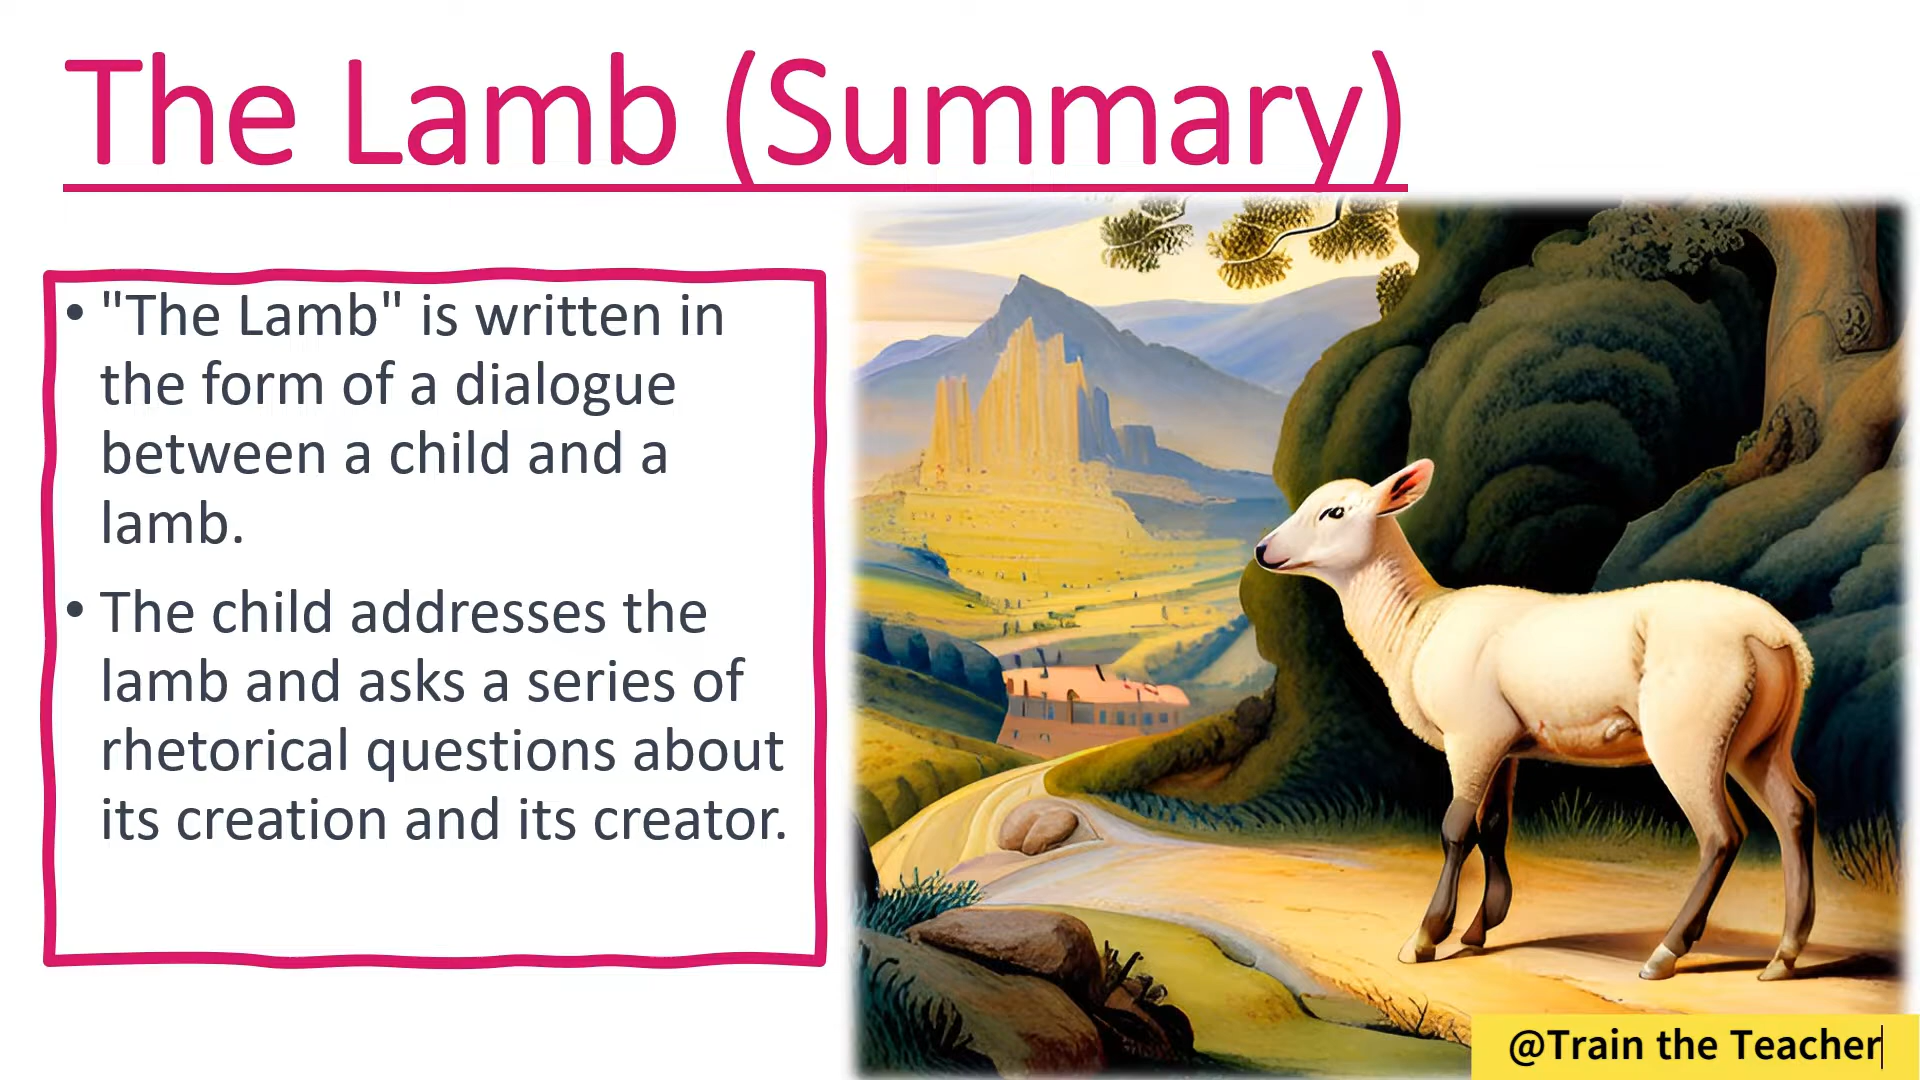 The Lamb (Summary)
• "The Lamb" is written in
the form of a dialogue
between a child and a
lamb.
• The child addresses the
lamb and asks a series of
rhetorical questions about
its creation and its creator.
@Train the Teacher